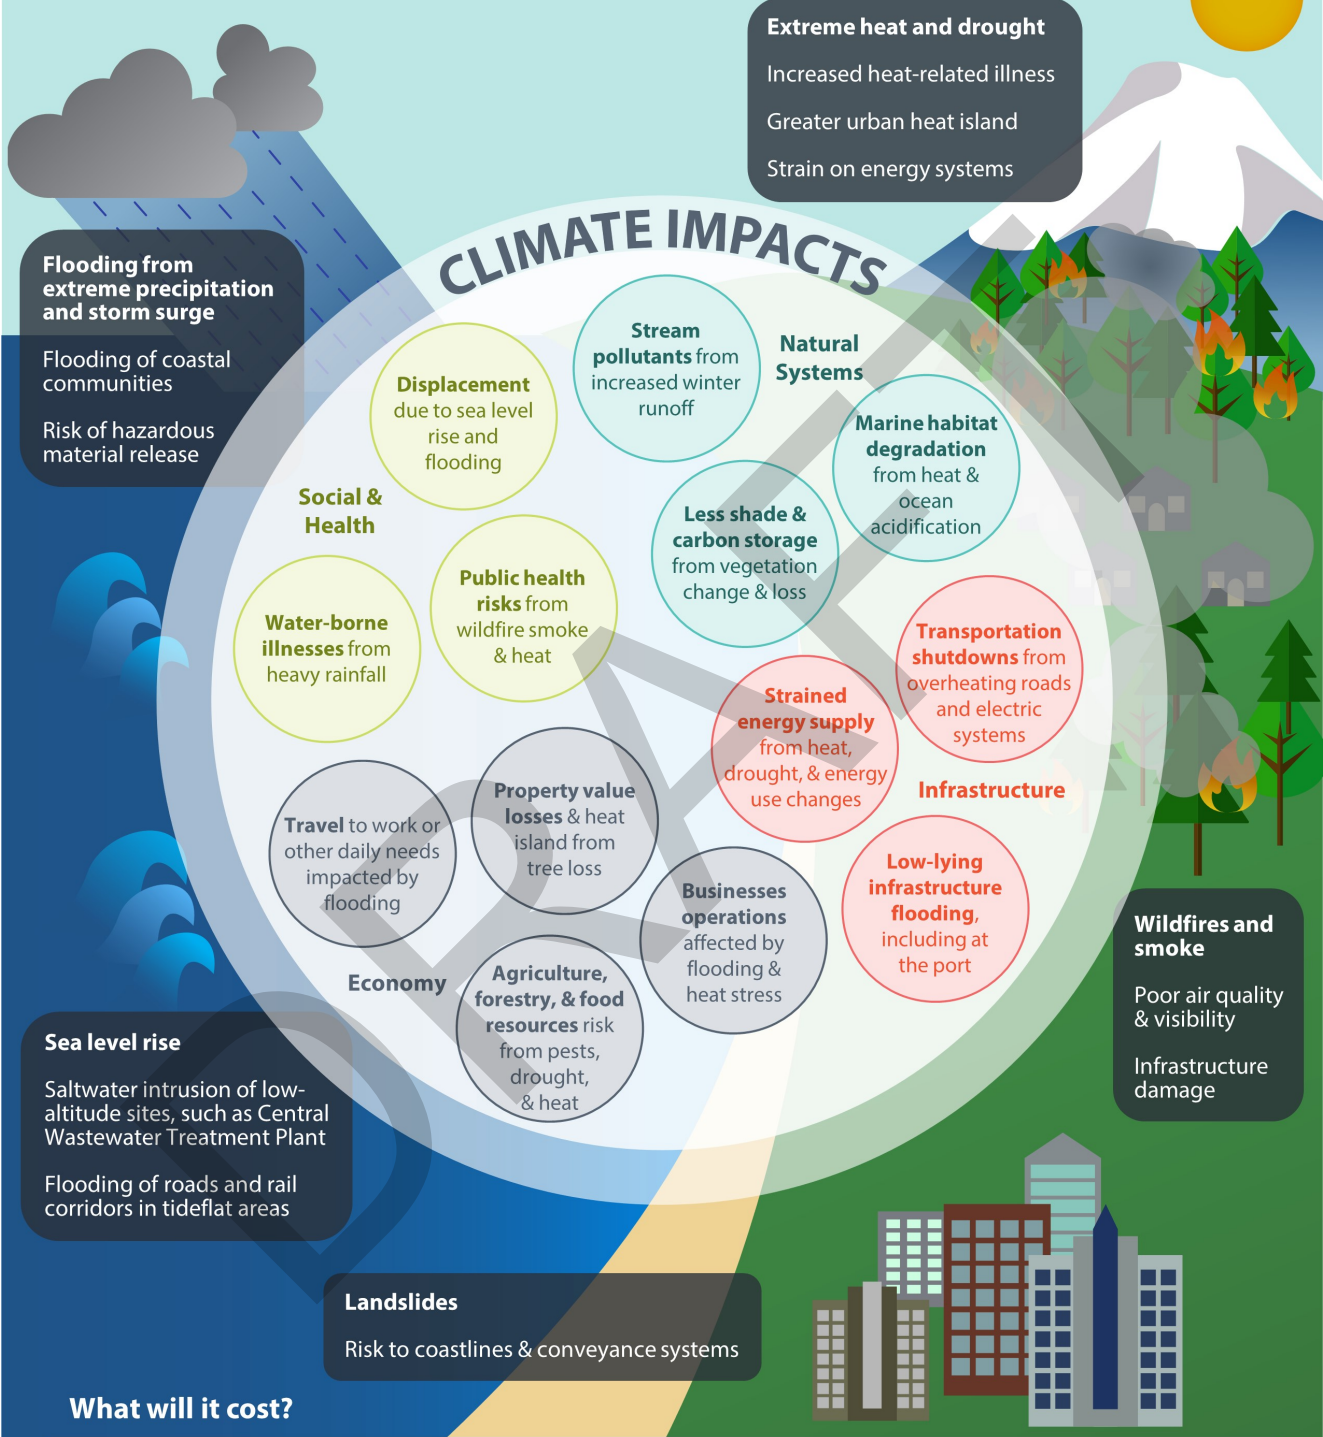 Extreme heat and drought
Increased heat-related illness
Greater urban heat island
Strain on energy systems
CLIMATE IMPACTS
Flooding from
extreme precipitation
and storm surge
Flooding of coastal
communities
Risk of hazardous
material release
Stream
pollutants from
increased winter
runoff
Natural
Systems
Displacement
due to sea level
rise and
flooding
Marine habitat
degradation
from heat &
ocean
acidification
Social &
Health
Less shade &
carbon storage
from vegetation
change & loss
Public health
risks from
wildfire smoke
& heat
Water-borne
illnesses from
heavy rainfall
Transportation
shutdowns from
overheating roads
and electric
systems
Strained
energy supply
from heat,
drought, & energy
use changes
Infrastructure
Property value
losses & heat
island from
tree loss
Travel to work or
other daily needs
impacted by
flooding
Low-lying
infrastructure
flooding,
including at
the port
Businesses
operations
affected by
flooding &
heat stress
Economy
Agriculture,
forestry, & food
resources risk
from pests,
drought,
& heat
Wildfires and
smoke
Poor air quality
& visibility
Infrastructure
damage
Sea level rise
Saltwater intrusion of low-
altitude sites, such as Central
Wastewater Treatment Plant
Flooding of roads and rail
corridors in tideflat areas
Landslides
Risk to coastlines & conveyance systems
What will it cost?
DRAFT